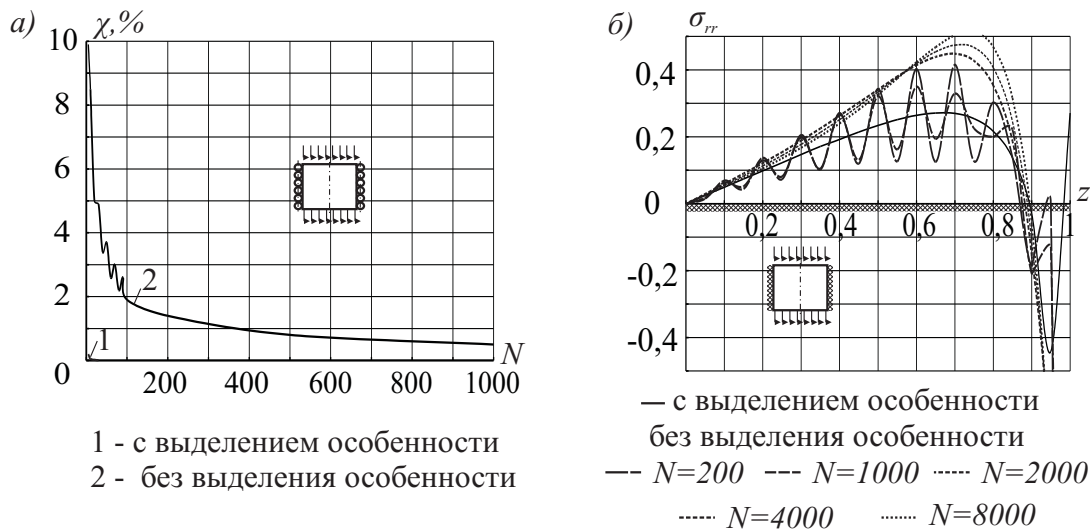 а)
χ,%
10
8
6
4
2
0
1
2
200
400
600
800
1000
N
1 - с выделением особенности
2 - без выделения особенности
б)
σrr
0,4
0,2
0
-0,2
-0,4
0,2
0,4
0,6
0,8
1
z
— с выделением особенности
без выделения особенности
N=200 N=1000 N=2000
N=4000 N=8000